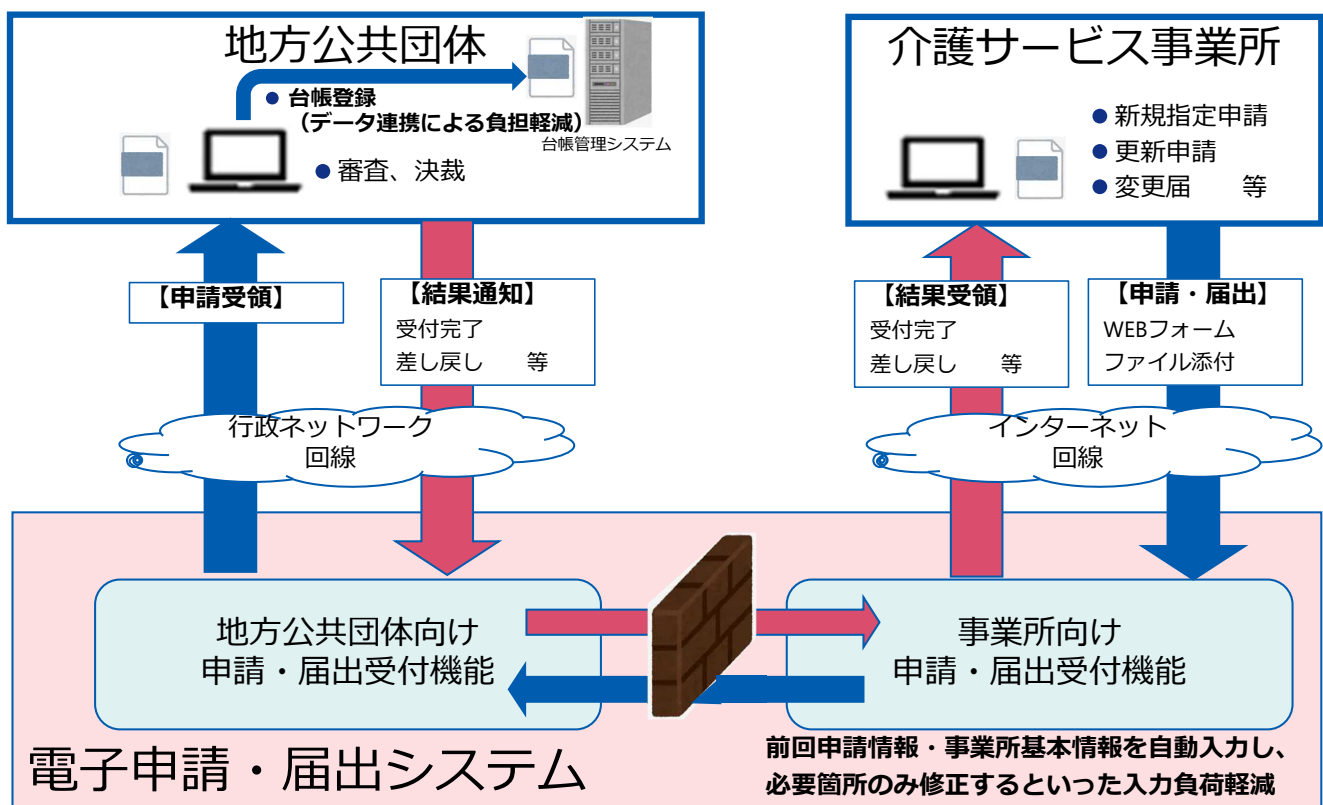 地方公共団体
● 台帳登録
（データ連携による負担軽減）
台帳管理システム
● 審査、決裁
介護サービス事業所
● 新規指定申請
● 更新申請
● 変更届　　等
【申請受領】
【結果通知】
受付完了
差し戻し　　等
【結果受領】
受付完了
差し戻し　　等
【申請・届出】
WEBフォーム
ファイル添付
行政ネットワーク
回線
インターネット
回線
地方公共団体向け
申請・届出受付機能
事業所向け
申請・届出受付機能
電子申請・届出システム
前回申請情報・事業所基本情報を自動入力し、
必要箇所のみ修正するといった入力負荷軽減